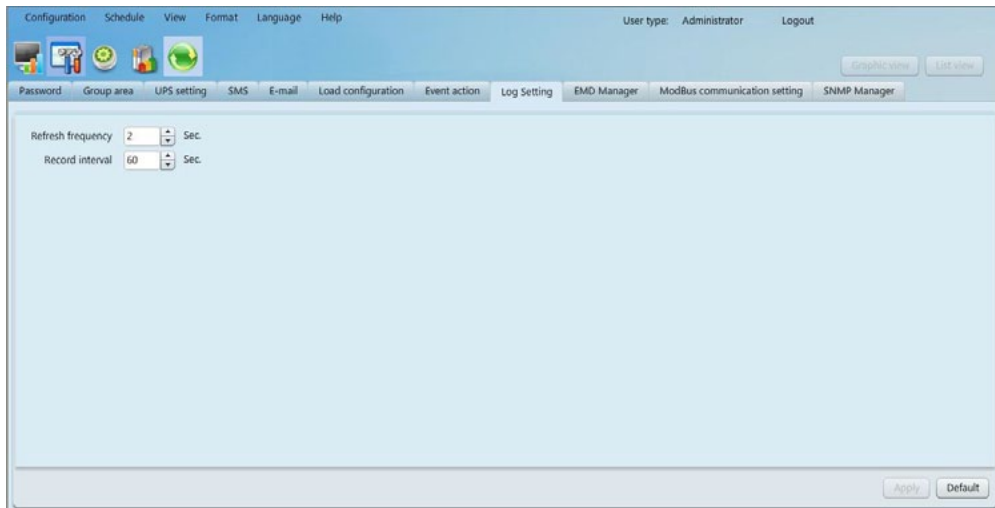 Configuration Schedule View Format Language Help User type: Administrator Logout
Graphic view List view
Password Group area UPS setting SMS E-mail Load configuration Event action Log Setting EMD Manager ModBus communication setting SNMP Manager
Refresh frequency 2 Sec.
Record interval 60 Sec.
Apply Default